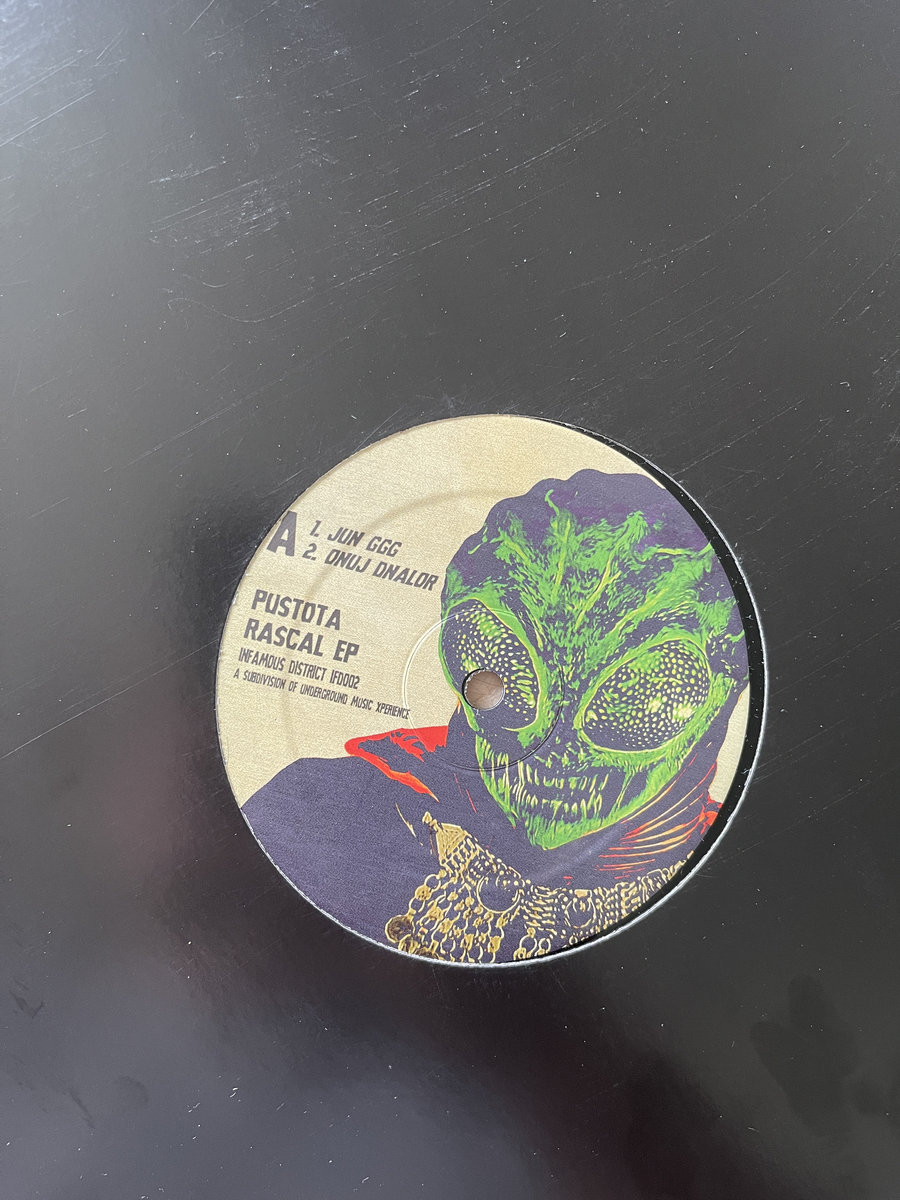 A
1. JUN GGG
2. ONUJ DNALOR
PUSTOTA
RASCAL EP
INFAMOUS DISTRICT IFD002
A SUBDIVISION OF UNDERGROUND MUSIC XPERIENCE